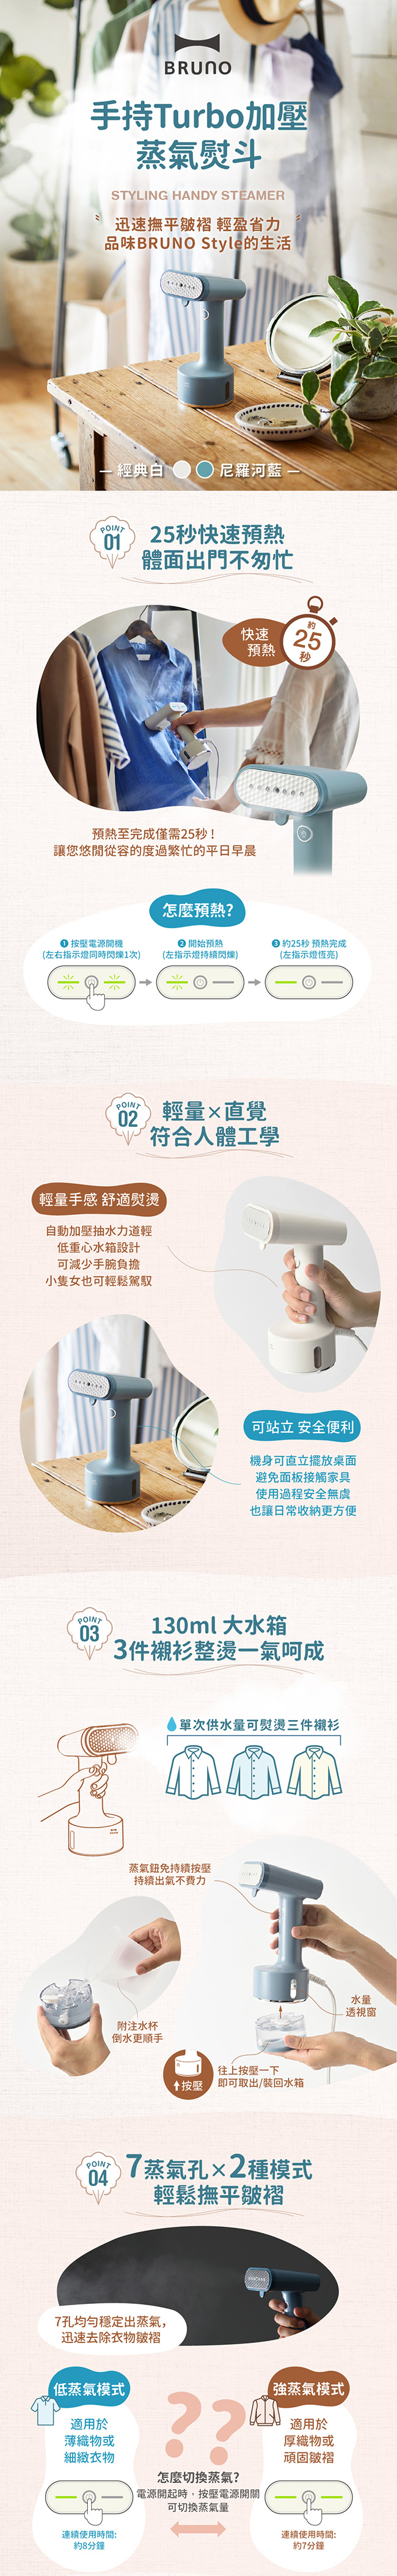 BRUNO
手持Turbo加壓
蒸氣熨斗
STYLING HANDY STEAMER
迅速撫平皺褶 輕盈省力
品味BRUNO Style的生活
經典白
尼羅河藍
POINT
01
25秒快速預熱
體面出門不匆忙
快速
預熱
約
25
秒
預熱至完成僅需25秒！
讓您悠閒從容的度過繁忙的平日早晨
怎麼預熱?
❶ 按壓電源開機
(左右指示燈同時閃爍1次)
❷ 開始預熱
(左指示燈持續閃爍)
❸ 約25秒 預熱完成
(左指示燈恆亮)
POINT
02
輕量×直覺
符合人體工學
輕量手感 舒適熨燙
自動加壓抽水力道輕
低重心水箱設計
可減少手腕負擔
小隻女也可輕鬆駕馭
可站立 安全便利
機身可直立擺放桌面
避免面板接觸家具
使用過程安全無虞
也讓日常收納更方便
POINT
03
130ml 大水箱
3件襯衫整燙一氣呵成
單次供水量可熨燙三件襯衫
蒸氣鈕免持續按壓
持續出氣不費力
附注水杯
倒水更順手
水量
透視窗
按壓
往上按壓一下
即可取出/裝回水箱
POINT
04
7蒸氣孔×2種模式
輕鬆撫平皺褶
7孔均勻穩定出蒸氣，
迅速去除衣物皺褶
低蒸氣模式
適用於
薄織物或
細緻衣物
連續使用時間:
約8分鐘
??
怎麼切換蒸氣?
電源開起時，按壓電源開關
可切換蒸氣量
強蒸氣模式
適用於
厚織物或
頑固皺褶
連續使用時間:
約7分鐘